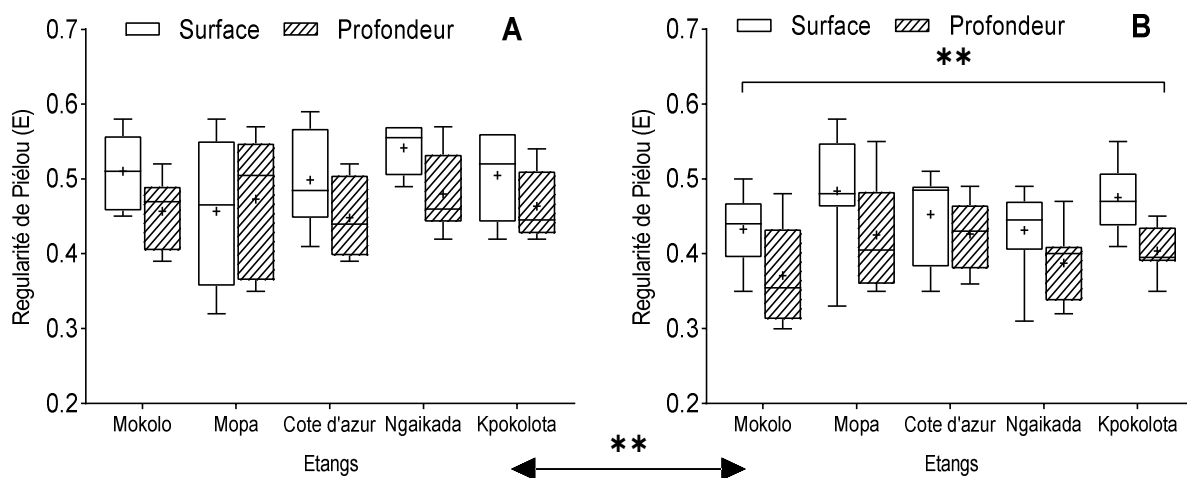 Surface Profondeur A
Regularité de Piélou (E)
0.7
0.6
0.5
0.4
0.3
0.2
Mokolo Mopa Cote d'azur Ngaikada Kpokolota
Etangs
Surface Profondeur B
**
Regularité de Piélou (E)
0.7
0.6
0.5
0.4
0.3
0.2
Mokolo Mopa Cote d'azur Ngaikada Kpokolota
Etangs
**